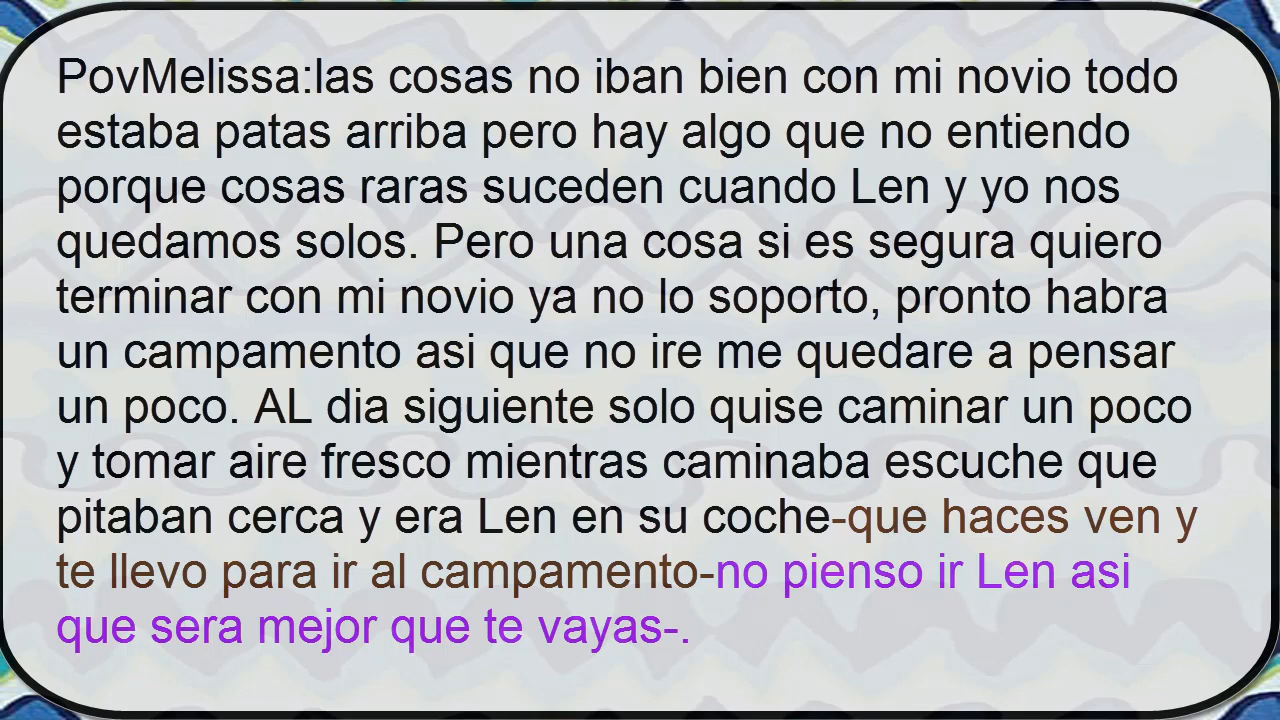 PovMelissa:las cosas no iban bien con mi novio todo
estaba patas arriba pero hay algo que no entiendo
porque cosas raras suceden cuando Len y yo nos
quedamos solos. Pero una cosa si es segura quiero
terminar con mi novio ya no lo soporto, pronto habra
un campamento asi que no ire me quedare a pensar
un poco. AL dia siguiente solo quise caminar un poco
y tomar aire fresco mientras caminaba escuche que
pitaban cerca y era Len en su coche-que haces ven y
te llevo para ir al campamento-no pienso ir Len asi
que sera mejor que te vayas-.